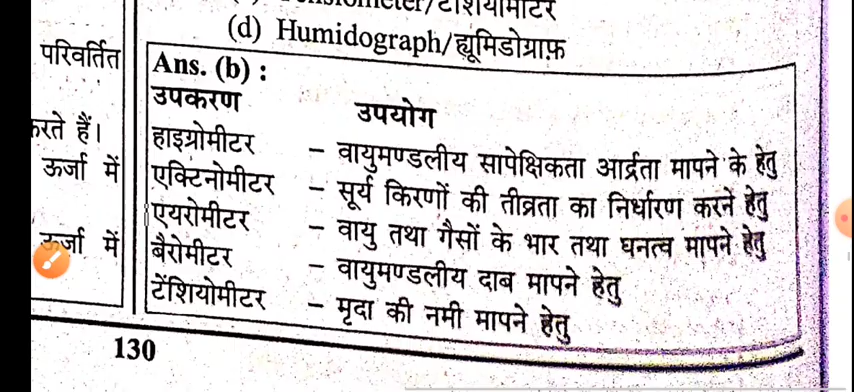 (d) Humidograph/ह्यूमिडोग्राफ़
Ans. (b) :
उपकरण उपयोग
हाइग्रोमीटर – वायुमण्डलीय सापेक्षिकता आर्द्रता मापने के हेतु
एक्टिनोमीटर – सूर्य किरणों की तीव्रता का निर्धारण करने हेतु
एयरोमीटर – वायु तथा गैसों के भार तथा घनत्व मापने हेतु
बैरोमीटर – वायुमण्डलीय दाब मापने हेतु
टेंशियोमीटर – मृदा की नमी मापने हेतु
परिवर्तित
करते हैं।
ऊर्जा में
ऊर्जा में
130